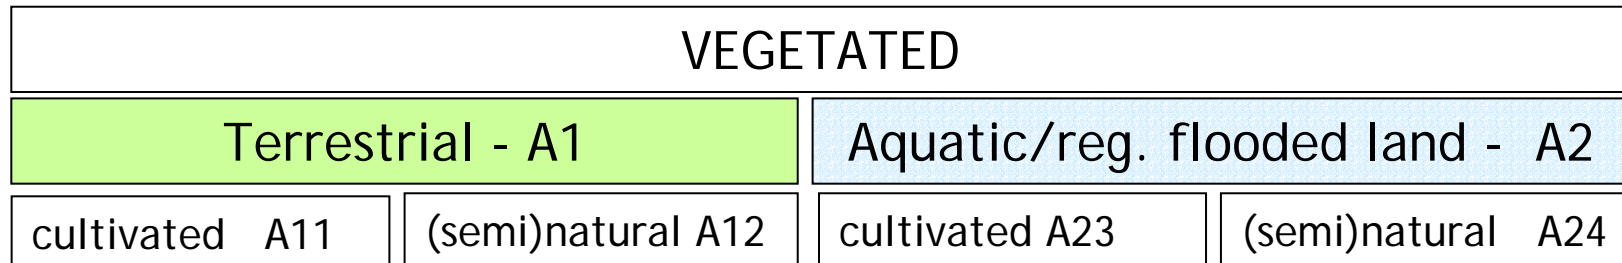 VEGETATED
Terrestrial - A1
Aquatic/reg. flooded land - A2
cultivated A11
(semi)natural A12
cultivated A23
(semi)natural A24